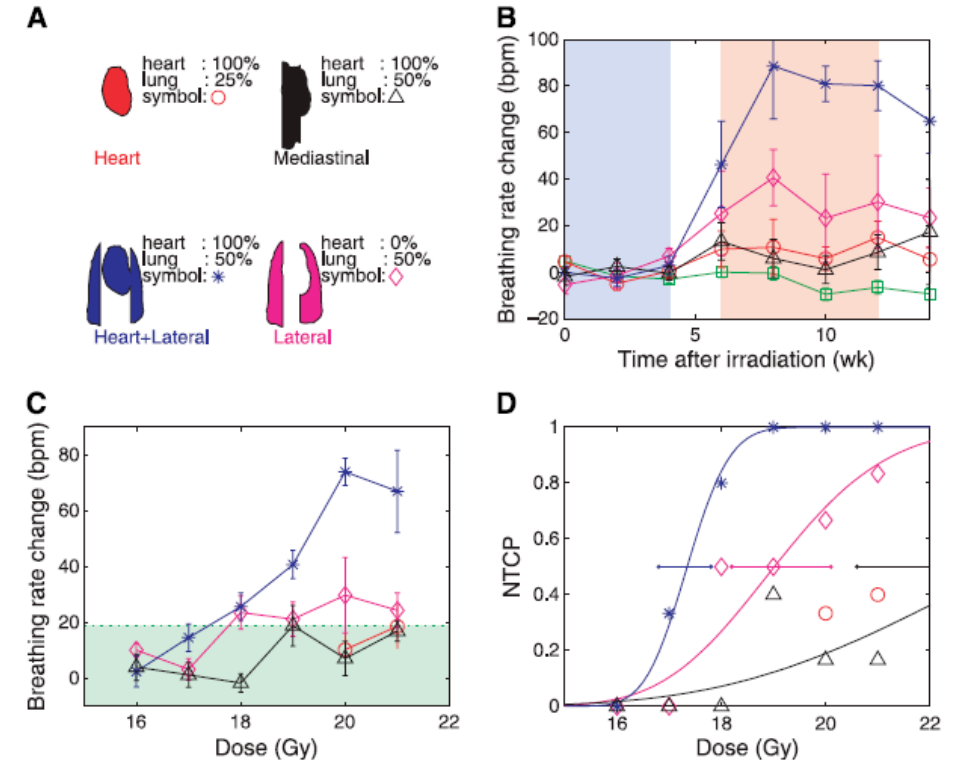 A
heart : 100%
lung : 25%
symbol:
Heart
heart : 100%
lung : 50%
symbol:
Mediastinal
heart : 100%
lung : 50%
symbol:
Heart+Lateral
heart : 0%
lung : 50%
symbol:
Lateral
B
Breathing rate change (bpm)
100
80
60
40
20
0
−20
0
5
10
Time after irradiation (wk)
C
Breathing rate change (bpm)
80
60
40
20
0
16
18
20
22
Dose (Gy)
D
NTCP
1
0.8
0.6
0.4
0.2
0
16
18
20
22
Dose (Gy)